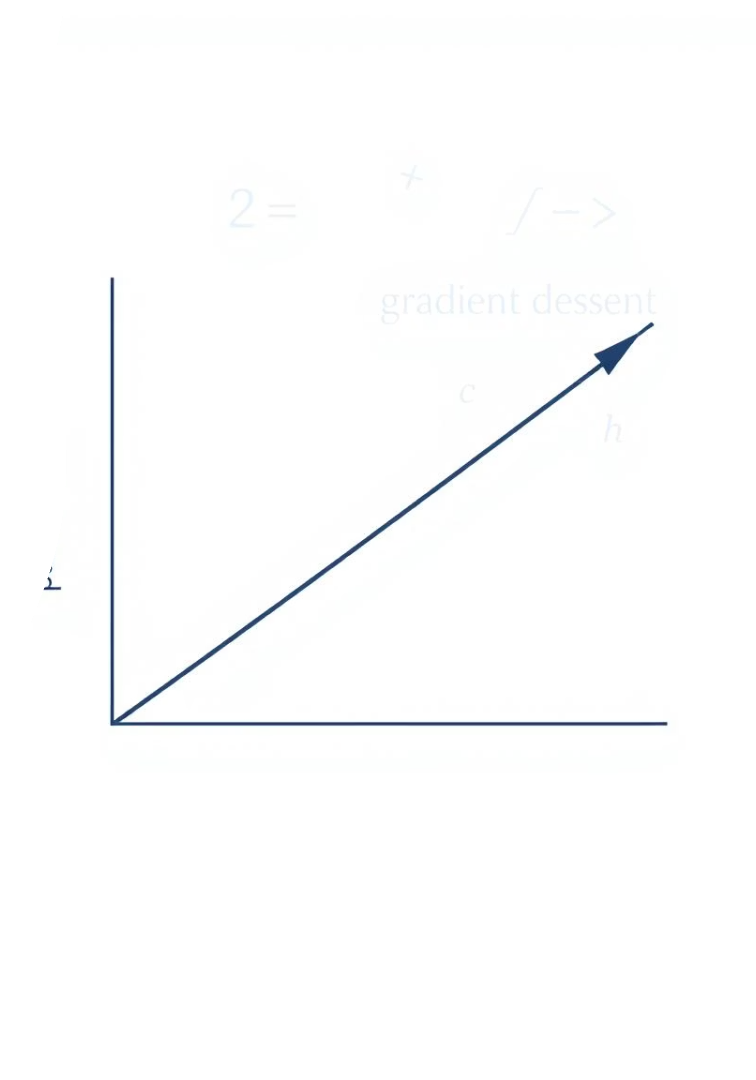 +
2 = f ->
gradient dessent
c
h